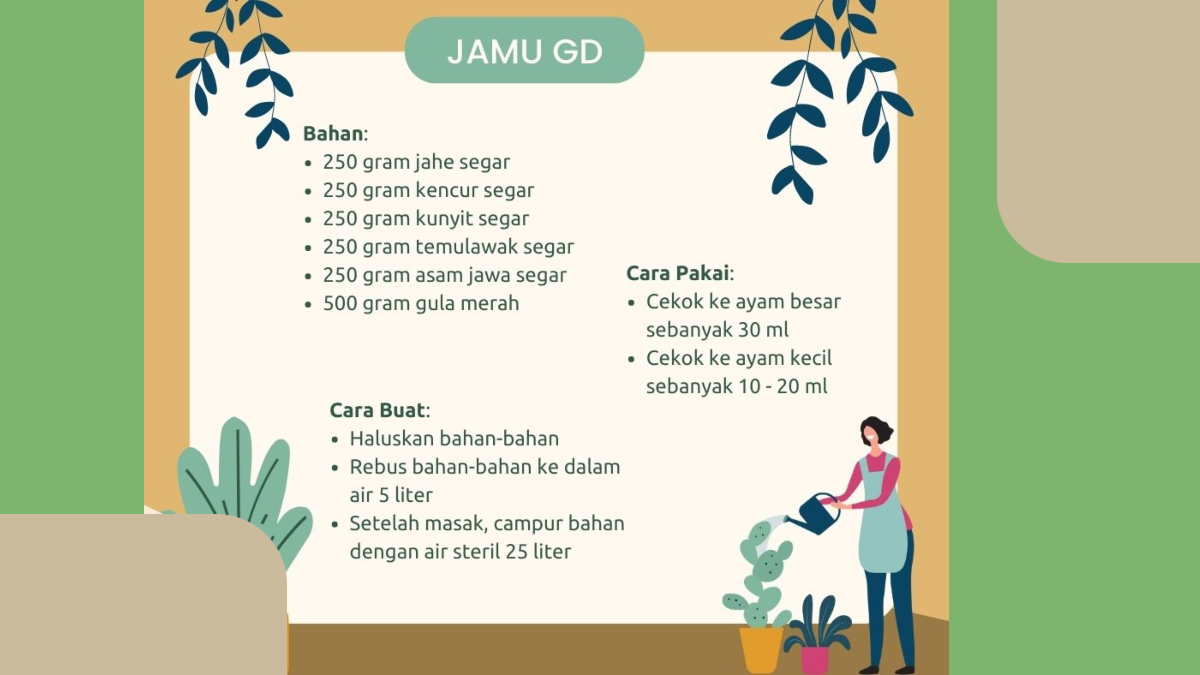 JAMU GD
Bahan:
• 250 gram jahe segar
• 250 gram kencur segar
• 250 gram kunyit segar
• 250 gram temulawak segar
• 250 gram asam jawa segar
• 500 gram gula merah
Cara Pakai:
• Cekok ke ayam besar
sebanyak 30 ml
• Cekok ke ayam kecil
sebanyak 10 - 20 ml
Cara Buat:
• Haluskan bahan-bahan
• Rebus bahan-bahan ke dalam
air 5 liter
• Setelah masak, campur bahan
dengan air steril 25 liter